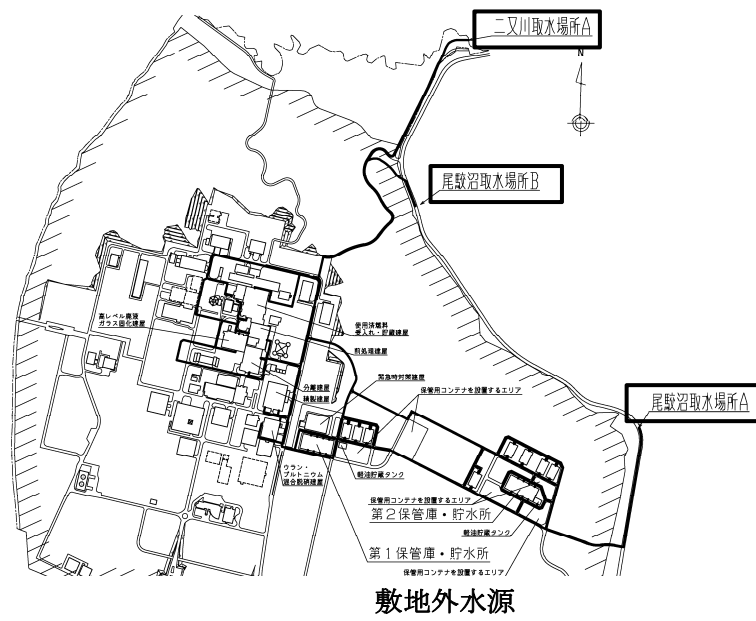 二又川取水場所A
N
尾駮沼取水場所B
高レベル廃液
ガラス固化建屋
使用済燃料
受入れ・貯蔵建屋
前処理建屋
分離建屋
精製建屋
緊急時対策建屋
保管用コンテナを設置するエリア
尾駮沼取水場所A
ウラン・
プルトニウム
混合脱硝建屋
軽油貯蔵タンク
保管用コンテナを設置するエリア
第2保管庫・貯水所
軽油貯蔵タンク
第1保管庫・貯水所
保管用コンテナを設置するエリア
敷地外水源